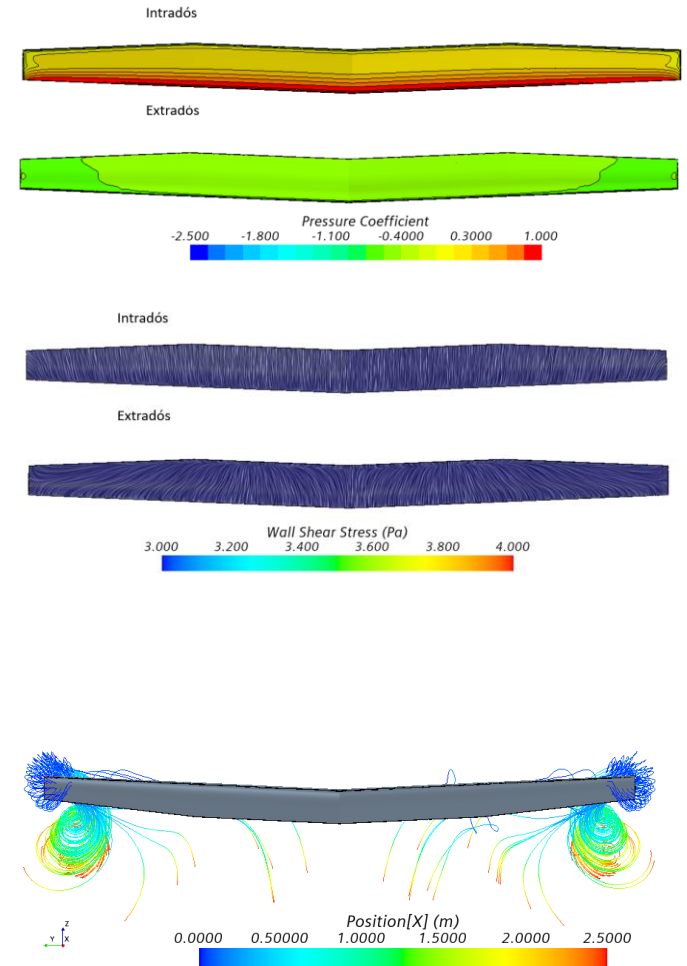 Intradós
Extradós
Pressure Coefficient
-2.500 -1.800 -1.100 -0.4000 0.3000 1.000
Intradós
Extradós
Wall Shear Stress (Pa)
3.000 3.200 3.400 3.600 3.800 4.000
Z
Y X
Position[X] (m)
0.0000 0.50000 1.0000 1.5000 2.0000 2.5000